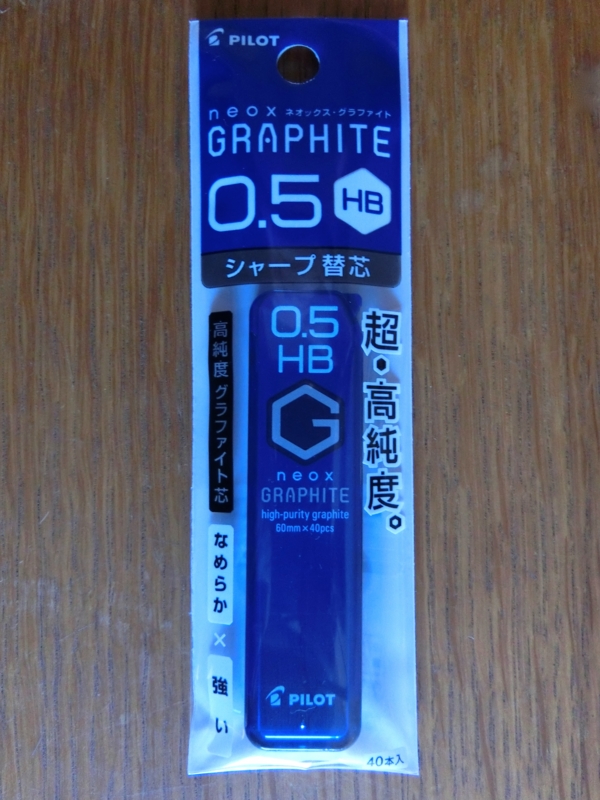 PILOT
neox ネオックス・グラファイト
GRAPHITE
0.5 HB
シャープ替芯
0.5
HB
G
neox
GRAPHITE
high-purity graphite
60mm×40pcs
PILOT
超・高純度。
高純度グラファイト芯
なめらか
×
強い
40本入